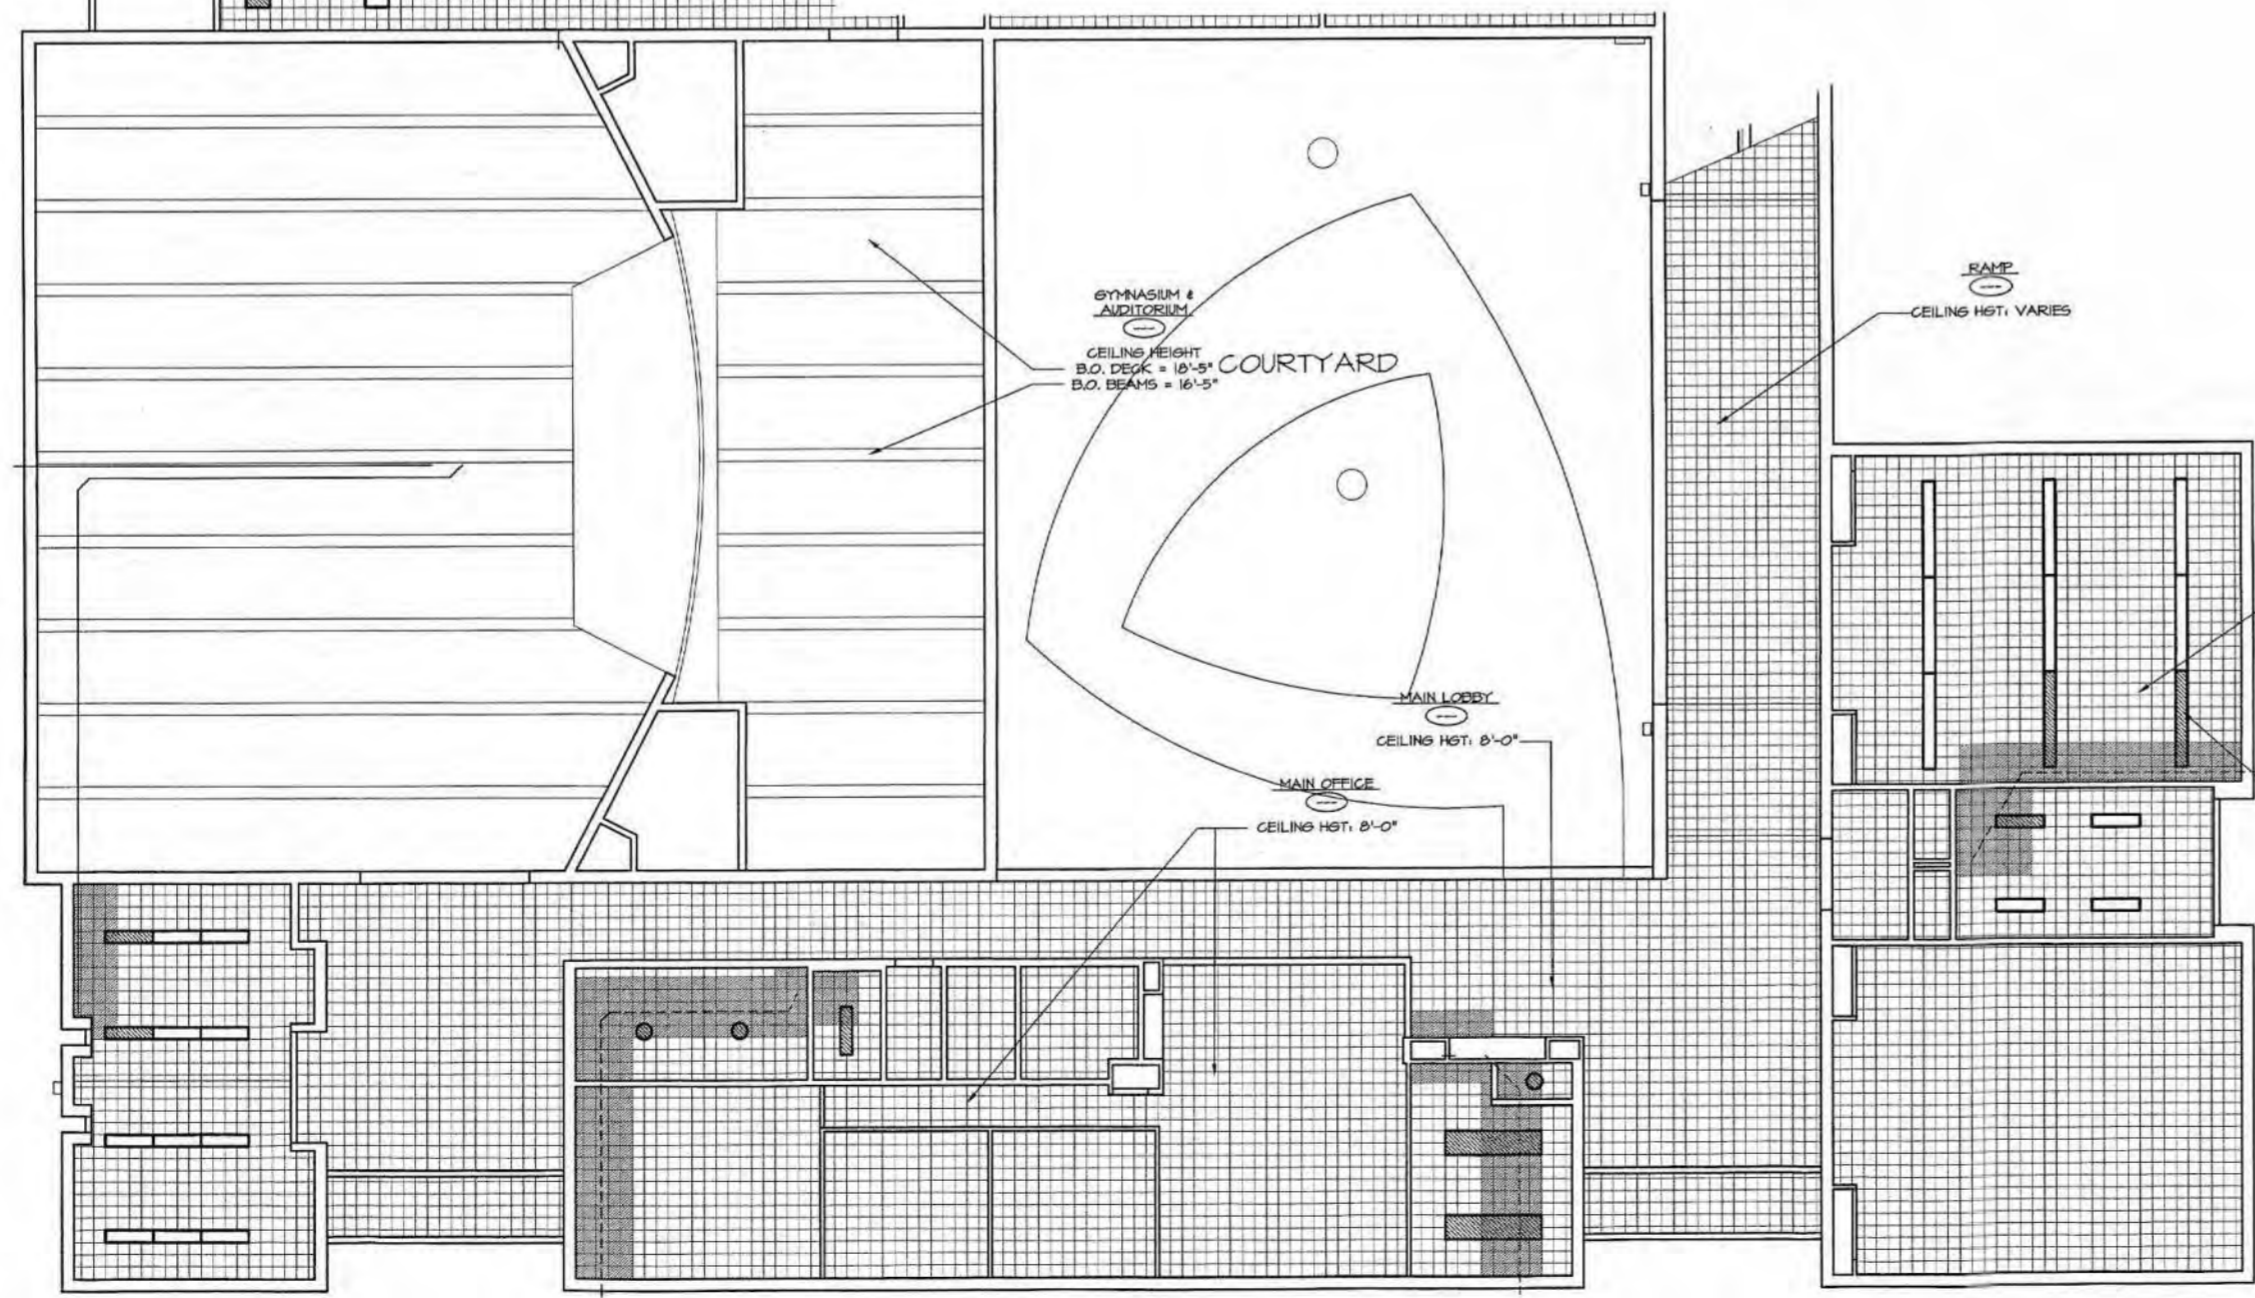 GYMNASIUM &
AUDITORIUM
---
CEILING HEIGHT
B.O. DECK = 18'-5"
B.O. BEAMS = 16'-5"
COURTYARD
RAMP
---
CEILING HGT: VARIES
MAIN LOBBY
---
CEILING HGT: 8'-0"
MAIN OFFICE
---
CEILING HGT: 8'-0"